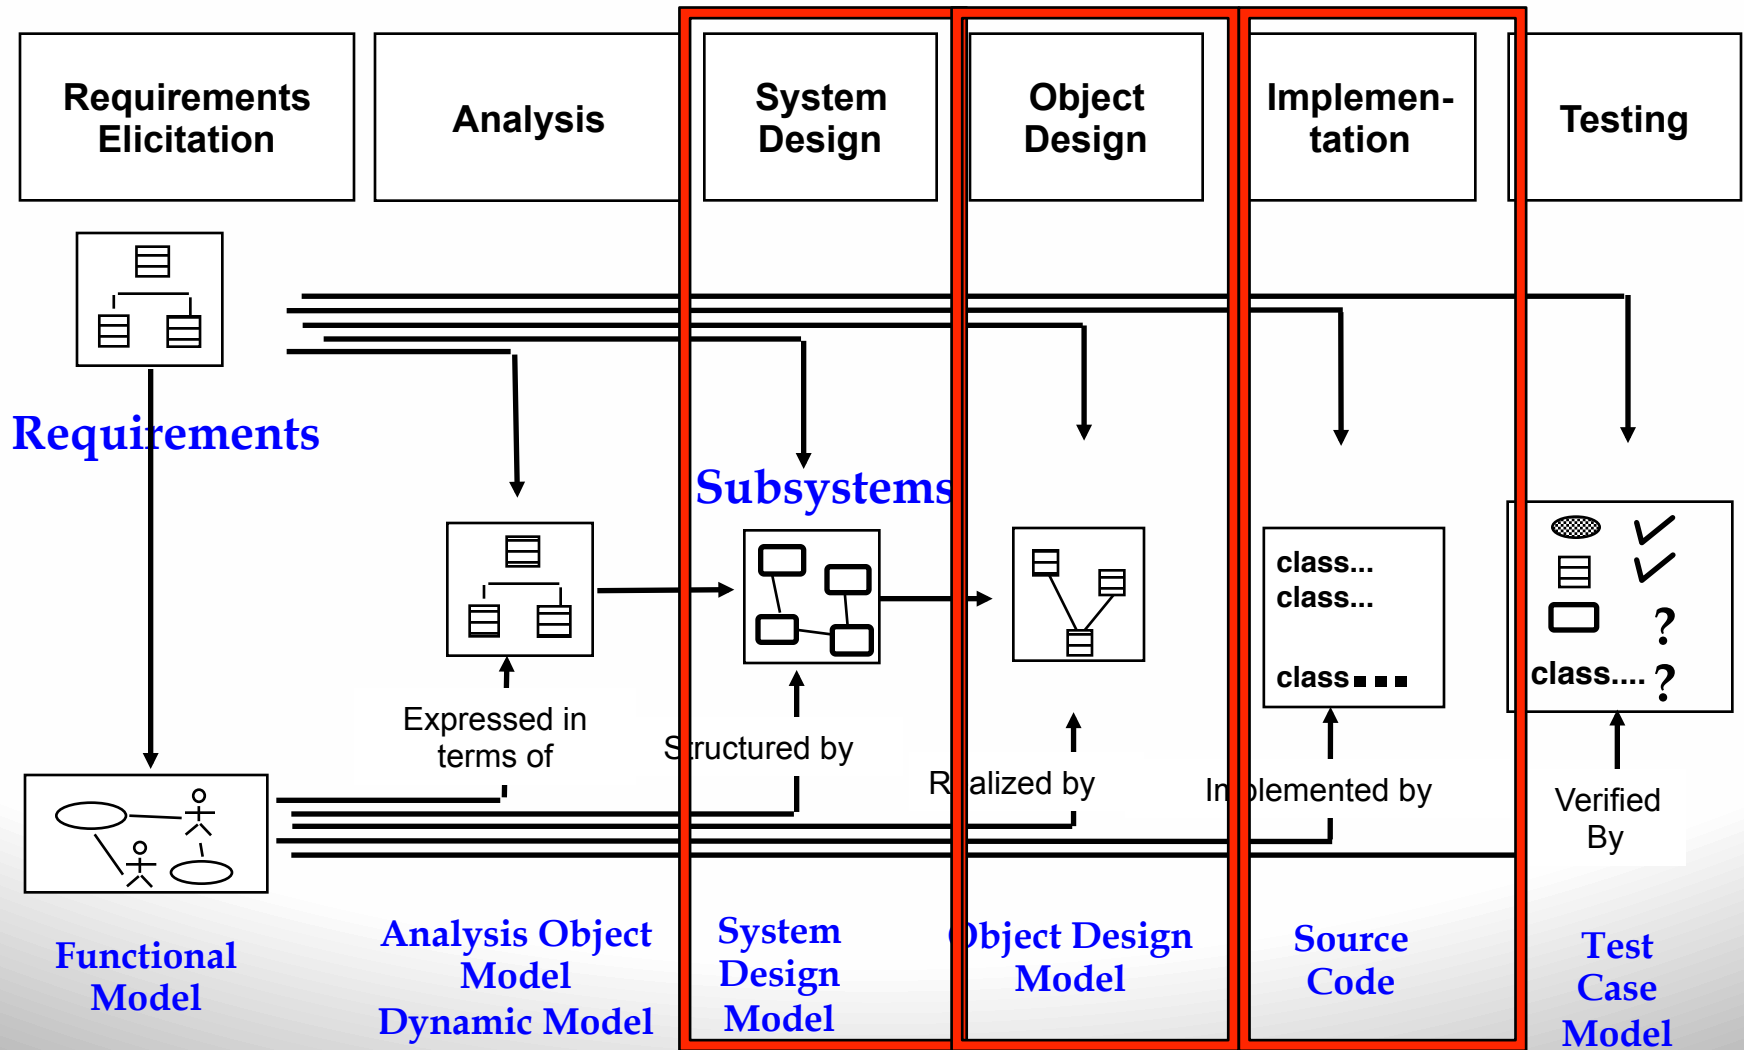 Requirements
Elicitation
Analysis
System
Design
Object
Design
Implemen-
tation
Testing
Requirements
Subsystems
class...
class...
class...
?
class....?
Expressed in
terms of
Structured by
Realized by
Implemented by
Verified
By
Functional
Model
Analysis Object
Model
Dynamic Model
System
Design
Model
Object Design
Model
Source
Code
Test
Case
Model